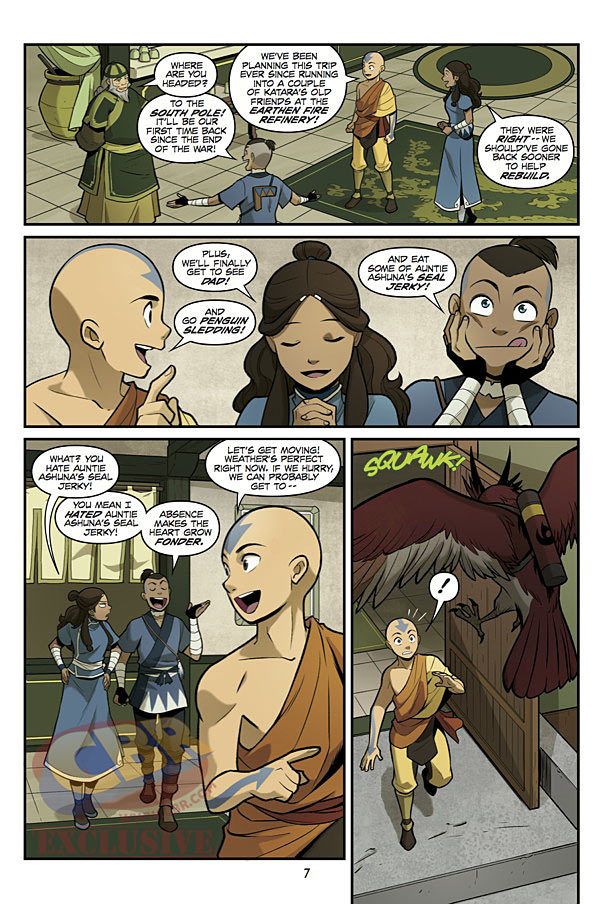 WHERE
ARE YOU
HEADED?
TO THE
SOUTH POLE!
IT'LL BE OUR
FIRST TIME BACK
SINCE THE END
OF THE WAR!
WE'VE BEEN
PLANNING THIS TRIP
EVER SINCE RUNNING
INTO A COUPLE
OF KATARA'S OLD
FRIENDS AT THE
EARTHEN FIRE
REFINERY!
THEY WERE
RIGHT--WE
SHOULD'VE GONE
BACK SOONER
TO HELP
REBUILD.
PLUS,
WE'LL FINALLY
GET TO SEE
DAD!
AND
GO PENGUIN
SLEDDING!
AND EAT
SOME OF AUNTIE
ASHUNA'S SEAL
JERKY!
WHAT? YOU
HATE AUNTIE
ASHUNA'S SEAL
JERKY!
YOU MEAN I
HATED AUNTIE
ASHUNA'S SEAL
JERKY!
ABSENCE
MAKES THE
HEART GROW
FONDER.
LET'S GET MOVING!
WEATHER'S PERFECT
RIGHT NOW. IF WE HURRY,
WE CAN PROBABLY
GET TO--
SQUAWK!
!
CBR
EXCLUSIVE
7